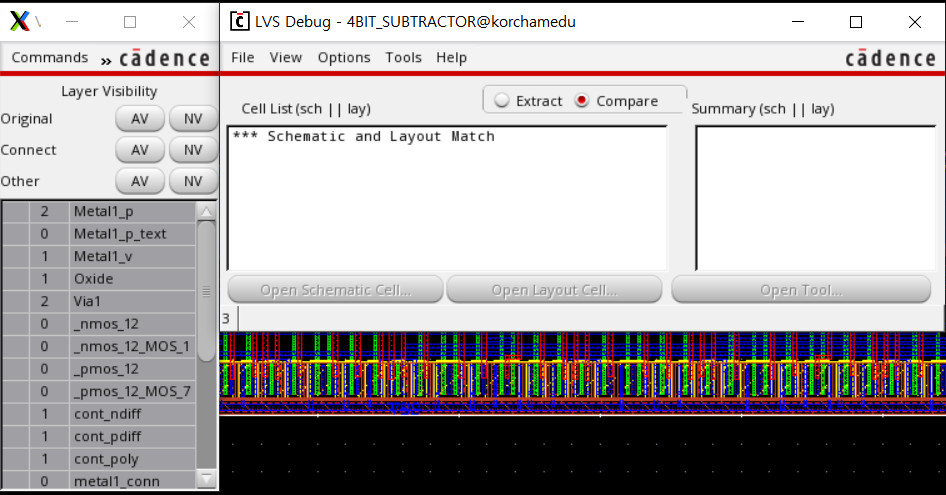 LVS Debug - 4BIT_SUBTRACTOR@korchamedu
Commands » cādence
File View Options Tools Help cādence
Layer Visibility
Original AV NV
Connect AV NV
Other AV NV
2 Metal1_p
0 Metal1_p_text
1 Metal1_v
1 Oxide
2 Via1
0 _nmos_12
0 _nmos_12_MOS_1
0 _pmos_12
0 _pmos_12_MOS_7
1 cont_ndiff
1 cont_pdiff
1 cont_poly
0 metal1_conn
Extract Compare
Cell List (sch || lay)
Summary (sch || lay)
*** Schematic and Layout Match
Open Schematic Cell... Open Layout Cell... Open Tool...
3